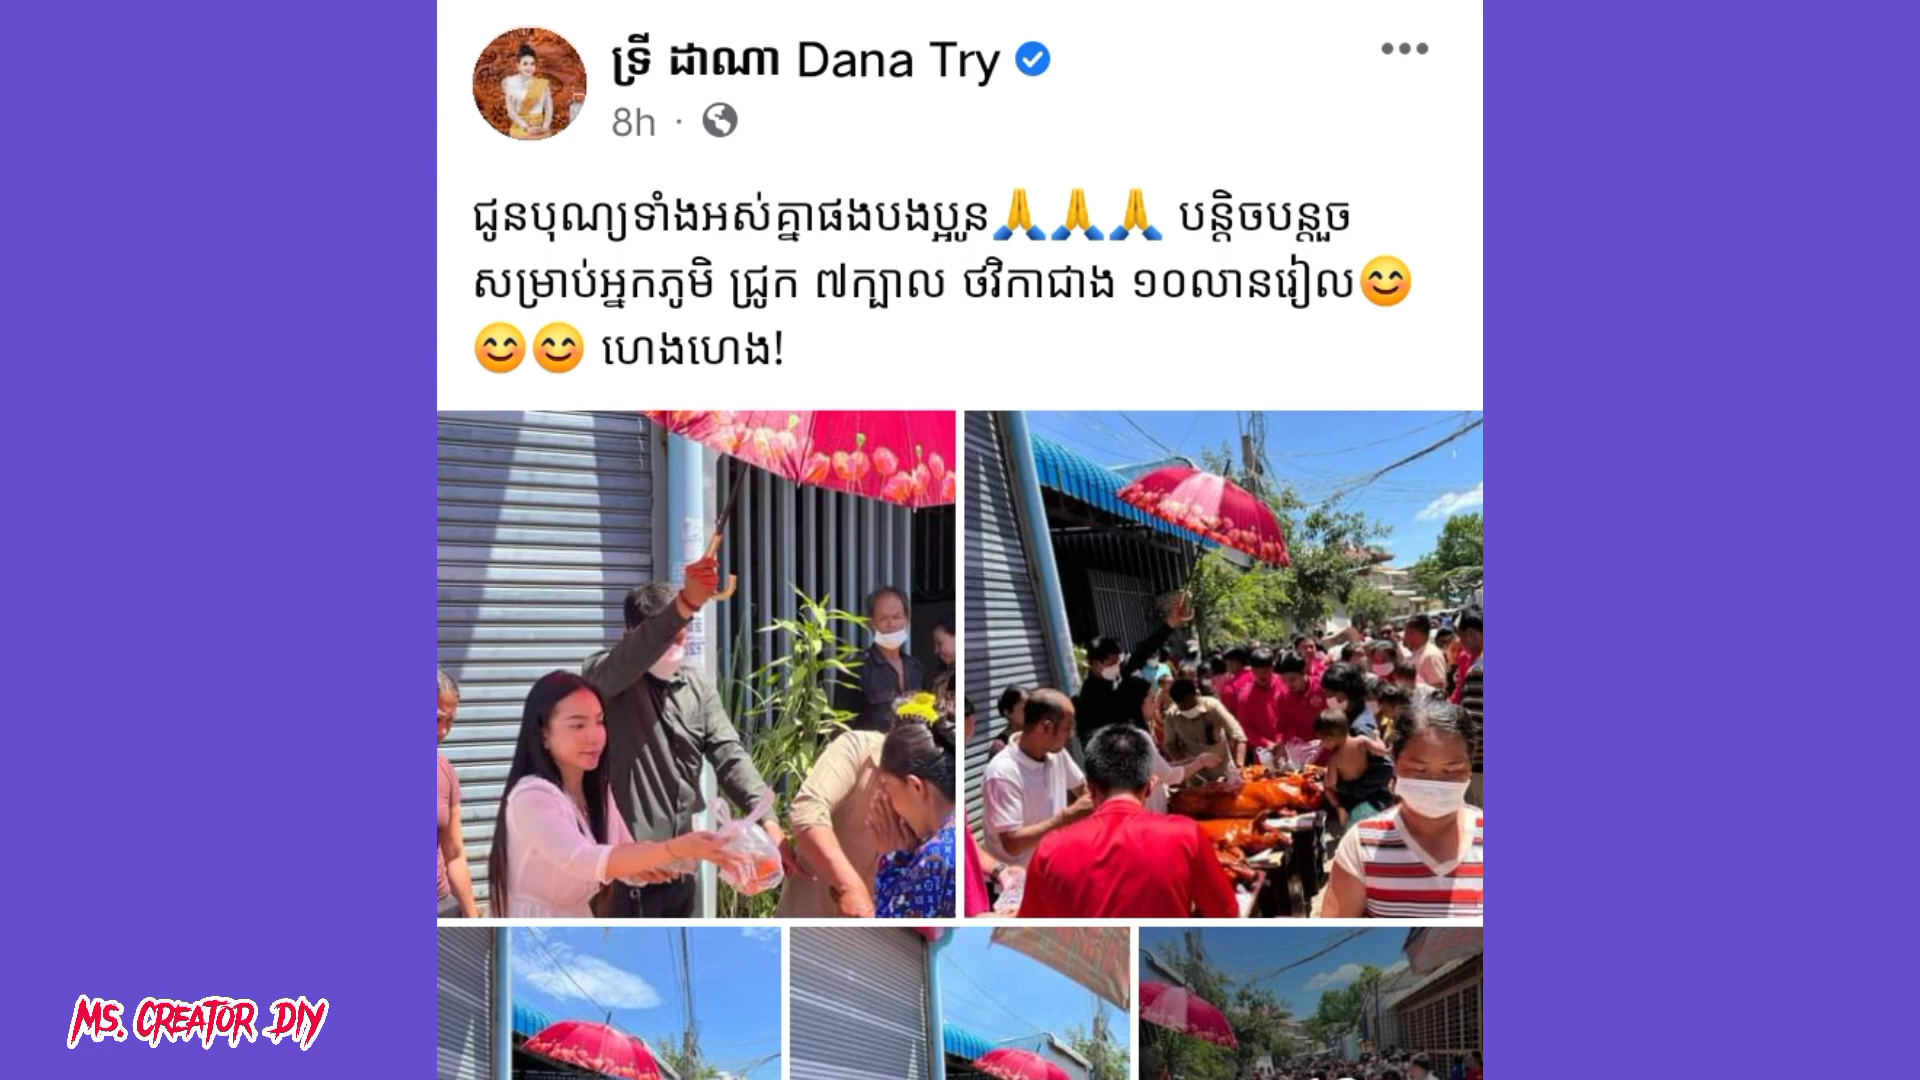 ទ្រី ដាណា Dana Try
8h
ជូនបុណ្យទាំងអស់គ្នាផងបងប្អូន🙏🙏🙏 បន្តិចបន្តួច
សម្រាប់អ្នកភូមិ ជ្រូក ៧ក្បាល ថវិកាជាង ១០លានរៀល😊
😊😊 ហេងហេង!
MS. CREATOR DIY